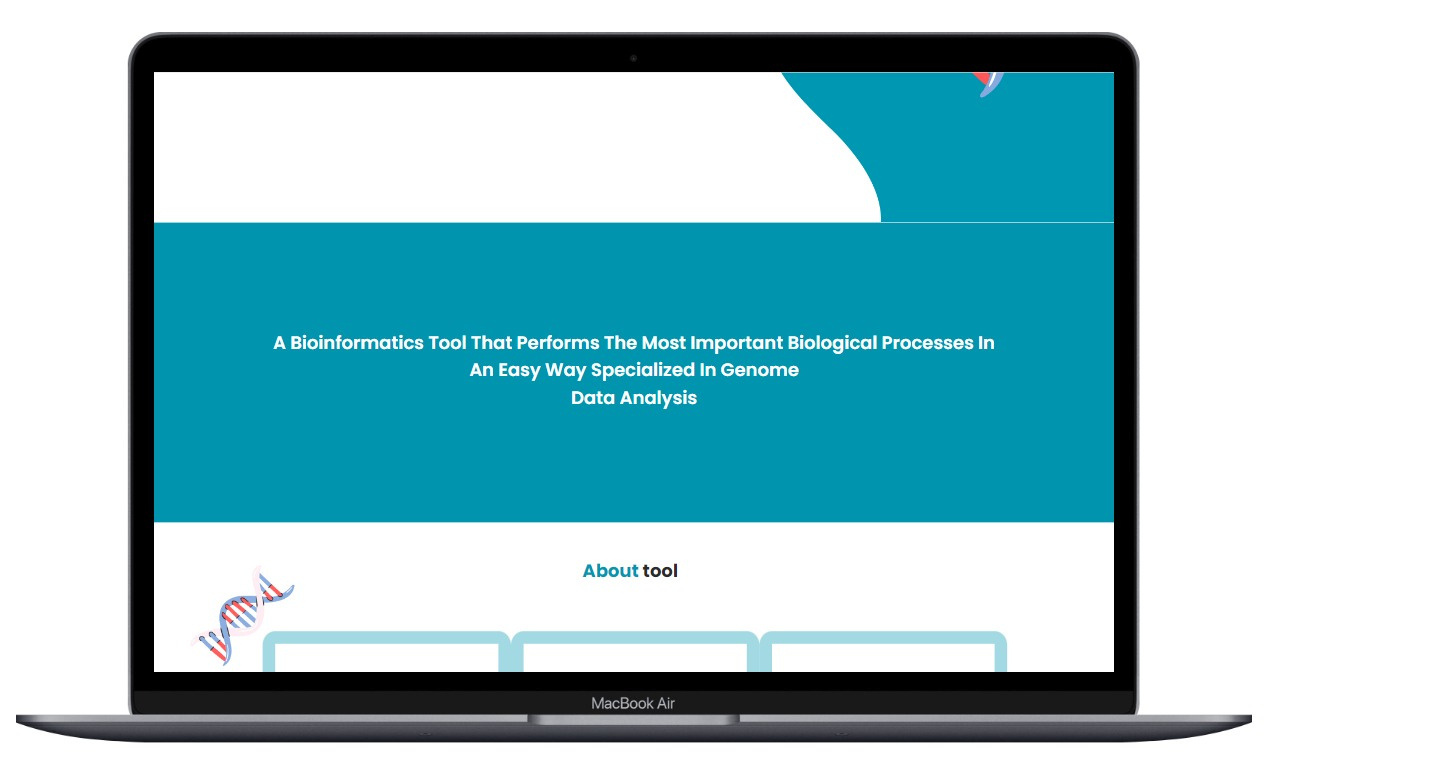 A Bioinformatics Tool That Performs The Most Important Biological Processes In
An Easy Way Specialized In Genome
Data Analysis
About tool
MacBook Air